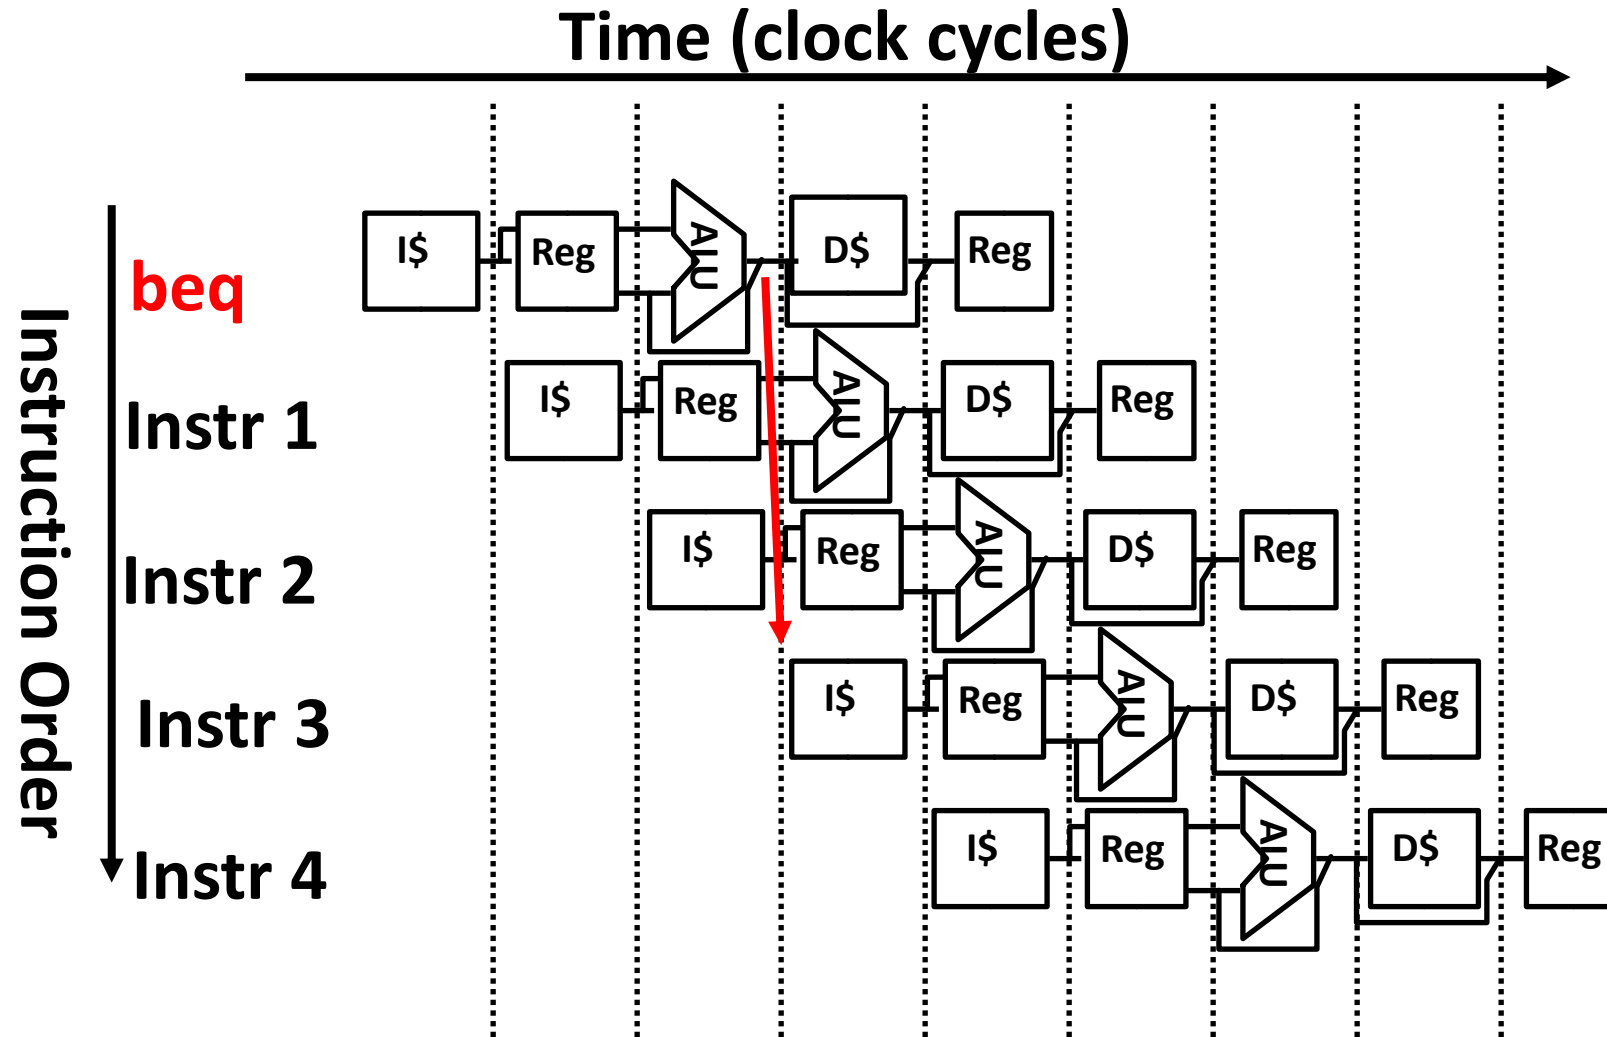 Time (clock cycles)
Instruction Order
beq
I$ Reg ALU D$ Reg
Instr 1
I$ Reg ALU D$ Reg
Instr 2
I$ Reg ALU D$ Reg
Instr 3
I$ Reg ALU D$ Reg
Instr 4
I$ Reg ALU D$ Reg